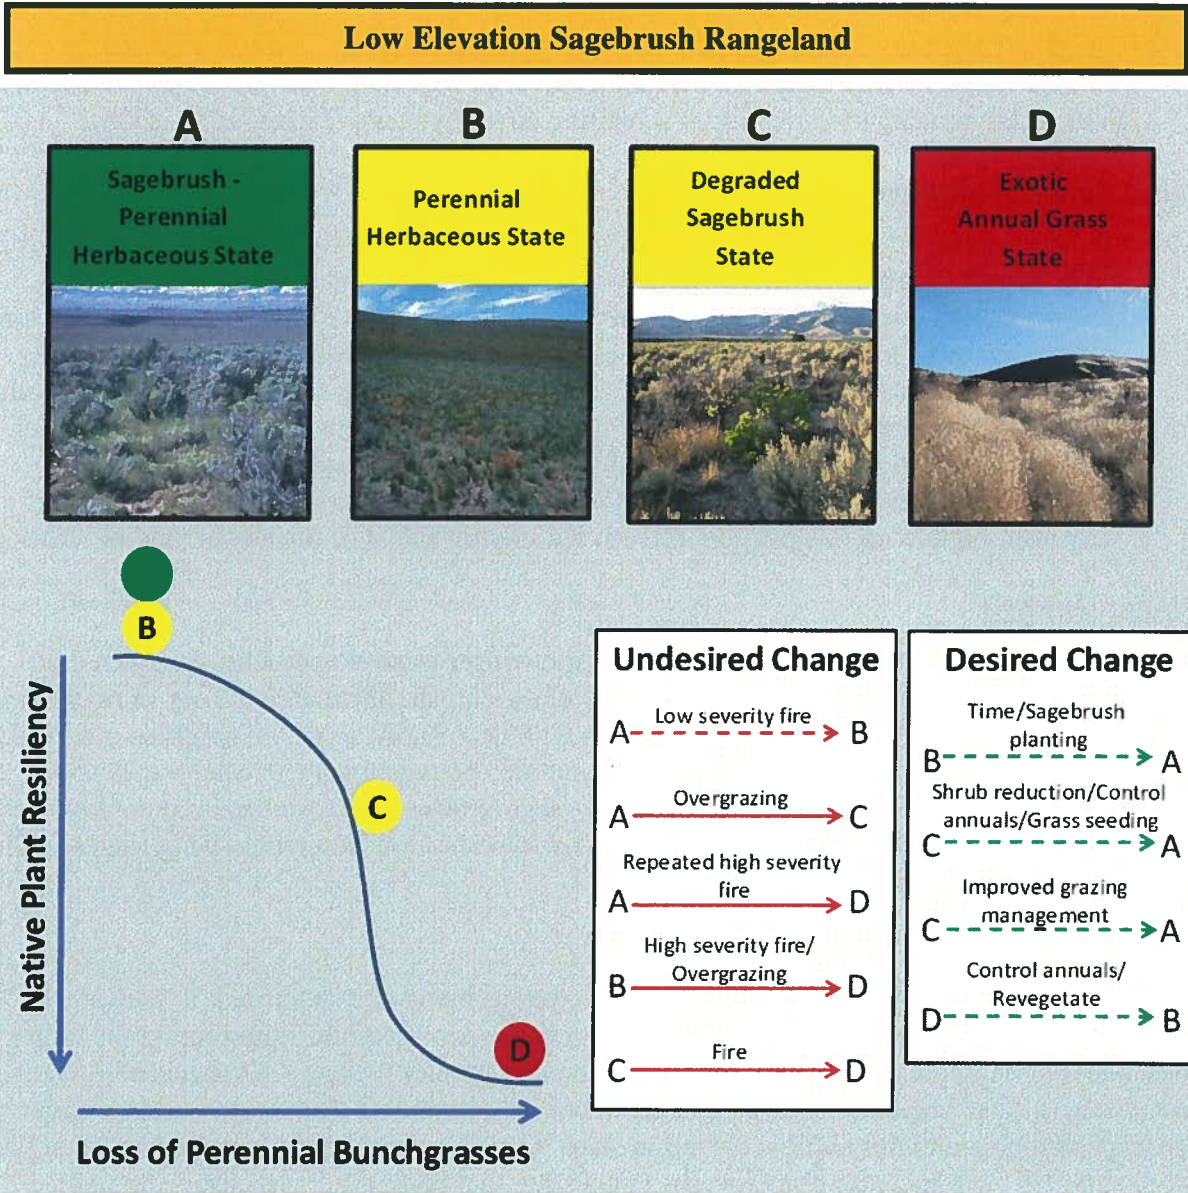 Low Elevation Sagebrush Rangeland
A
B
C
D
Sagebrush -
Perennial
Herbaceous State
Perennial
Herbaceous State
Degraded
Sagebrush
State
Exotic
Annual Grass
State
B
C
D
Native Plant Resiliency
Loss of Perennial Bunchgrasses
Undesired Change
Low severity fire
A B
Overgrazing
A C
Repeated high severity
fire
A D
High severity fire/
Overgrazing
B D
Fire
C D
Desired Change
Time/Sagebrush
planting
B A
Shrub reduction/Control
annuals/Grass seeding
C A
Improved grazing
management
C A
Control annuals/
Revegetate
D B